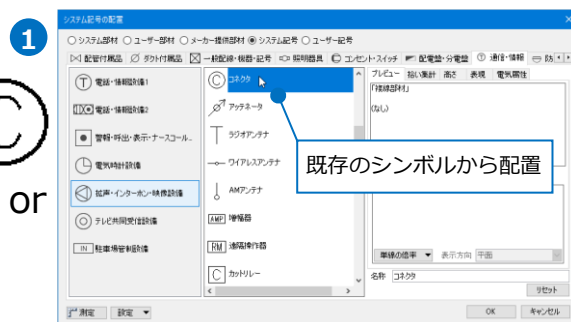 1
システム記号の配置
システム部材 ユーザー部材 メーカー提供部材 システム記号 ユーザー記号
配管付属品 ダクト付属品 一般配線・機器・記号 照明器具 コンセント・スイッチ 配電盤・分電盤 通信・情報 防
電話・情報設備1
電話・情報設備2
警報・呼出・表示・ナースコール...
電気時計設備
拡声・インターホン・映像設備
テレビ共同受信設備
IN 駐車場管制設備
C コネクタ
アッテネータ
ラジオアンテナ
ワイアレスアンテナ
AMアンテナ
AMP 増幅器
RM 遠隔操作器
C カットリレー
プレビュー 拾い集計 高さ 表現 電気属性
「複線部材」
(なし)
既存のシンボルから配置
単線の倍率 表示方向 平面
名称 コネクタ
リセット
測定 設定 OK キャンセル
C
or